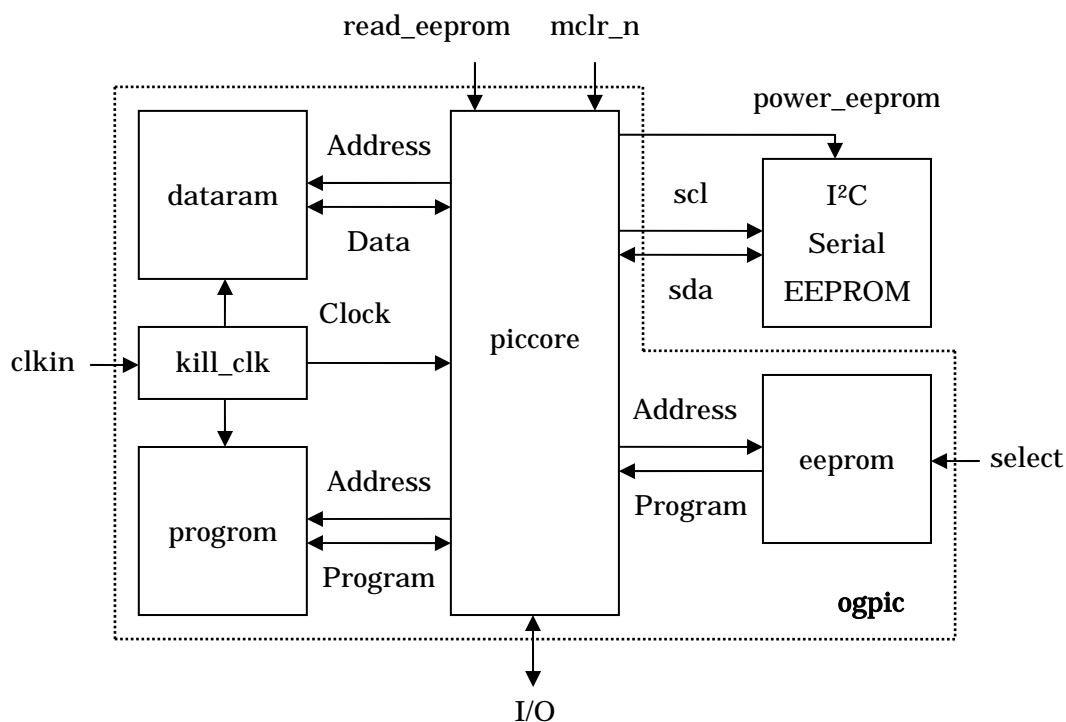 read_eeprom mclr_n
power_eeprom
Address
dataram
Data
scl
sda
I²C
Serial
EEPROM
Clock
clkin
kill_clk
piccore
Address
eeprom
select
Program
Address
progrom
Program
ogpic
I/O